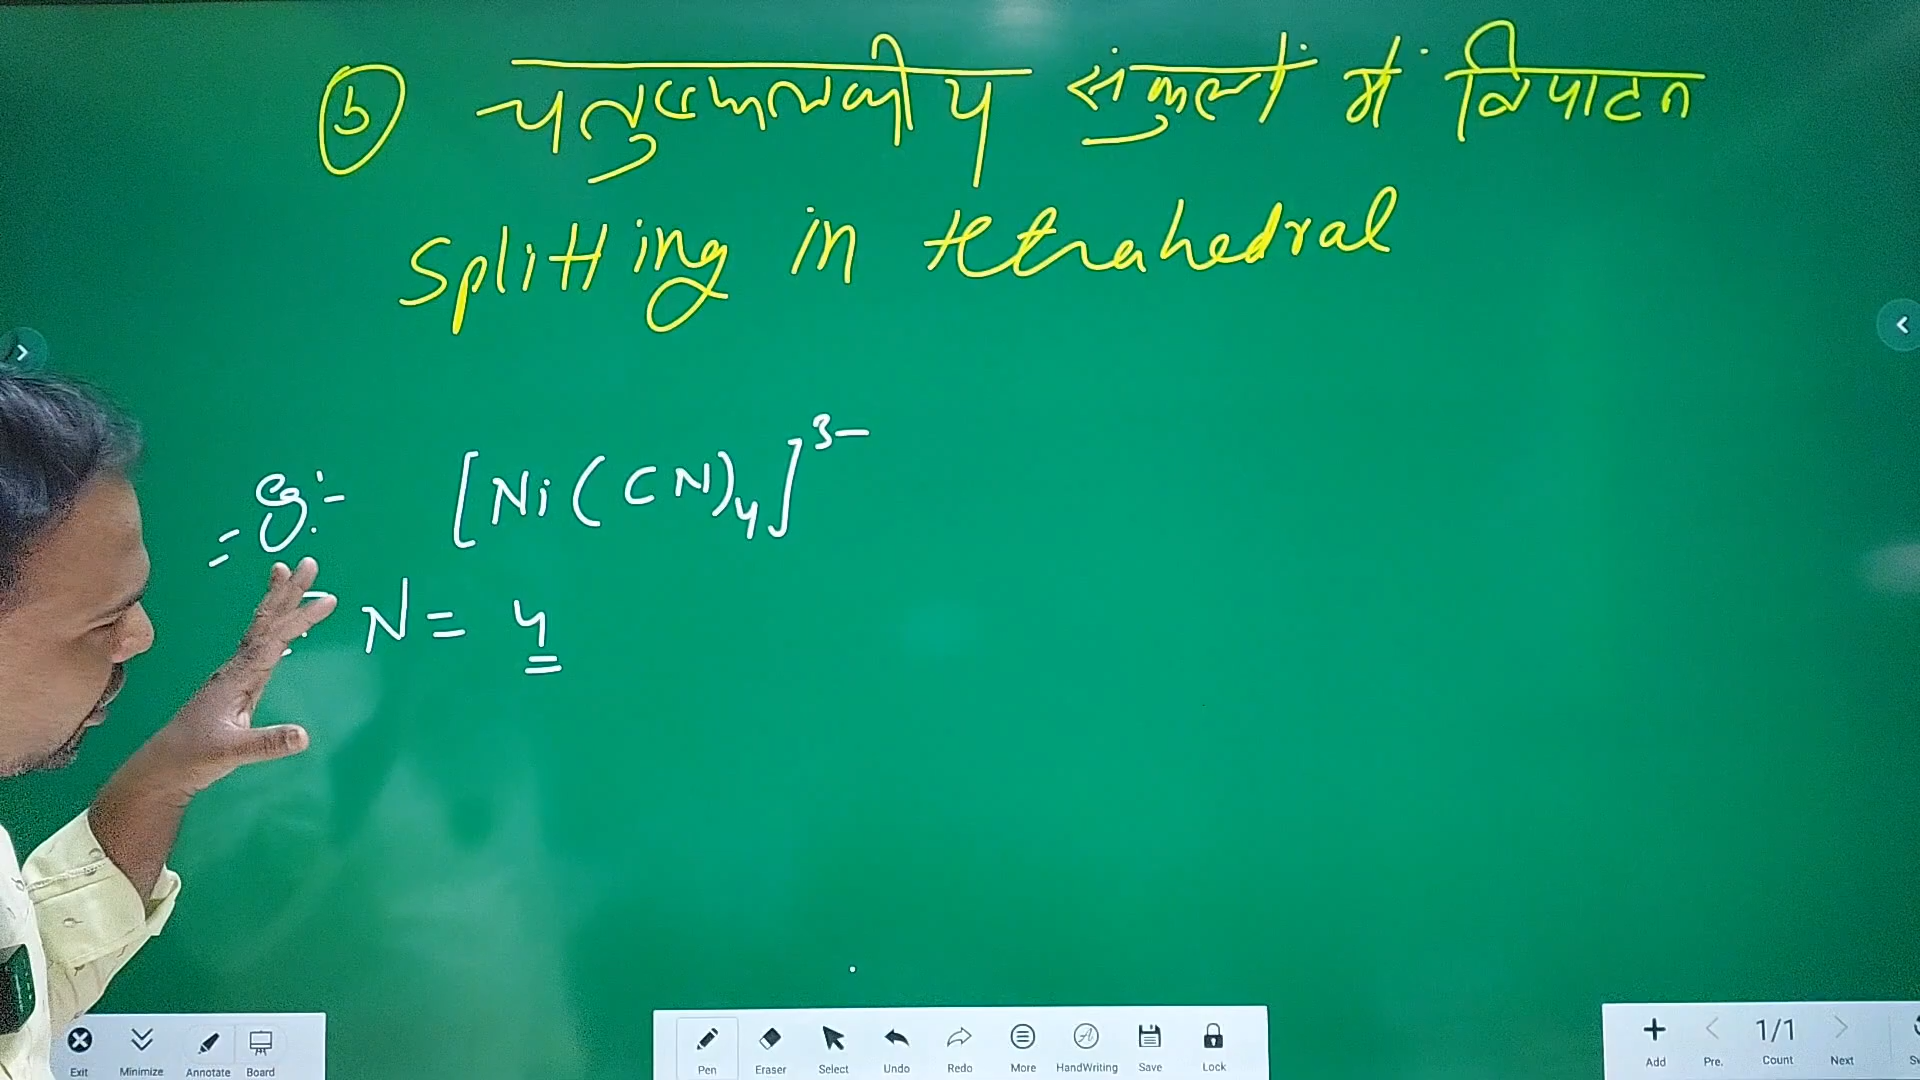 (b) चतुष्फलकीय संकुलों में विपाटन
Splitting in tetrahedral
= Eg:- [Ni(CN)4]3-
N = 4
Exit Minimize Annotate Board
Pen Eraser Select Undo Redo More HandWriting Save Lock
1/1
Add Pre. Count Next